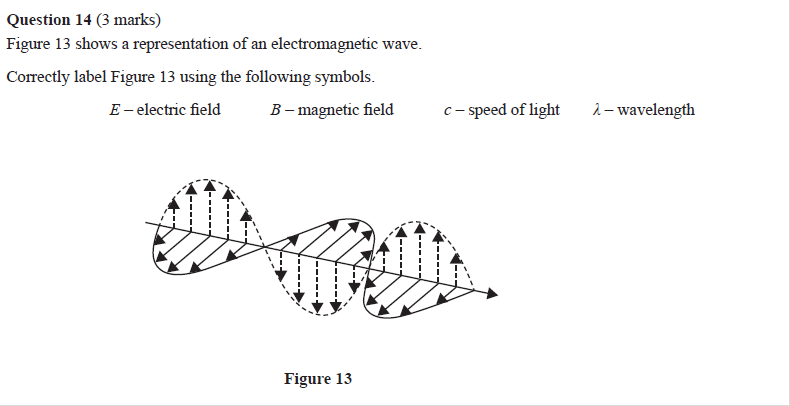 Question 14 (3 marks)
Figure 13 shows a representation of an electromagnetic wave.
Correctly label Figure 13 using the following symbols.
E – electric field B – magnetic field c – speed of light λ – wavelength
Figure 13